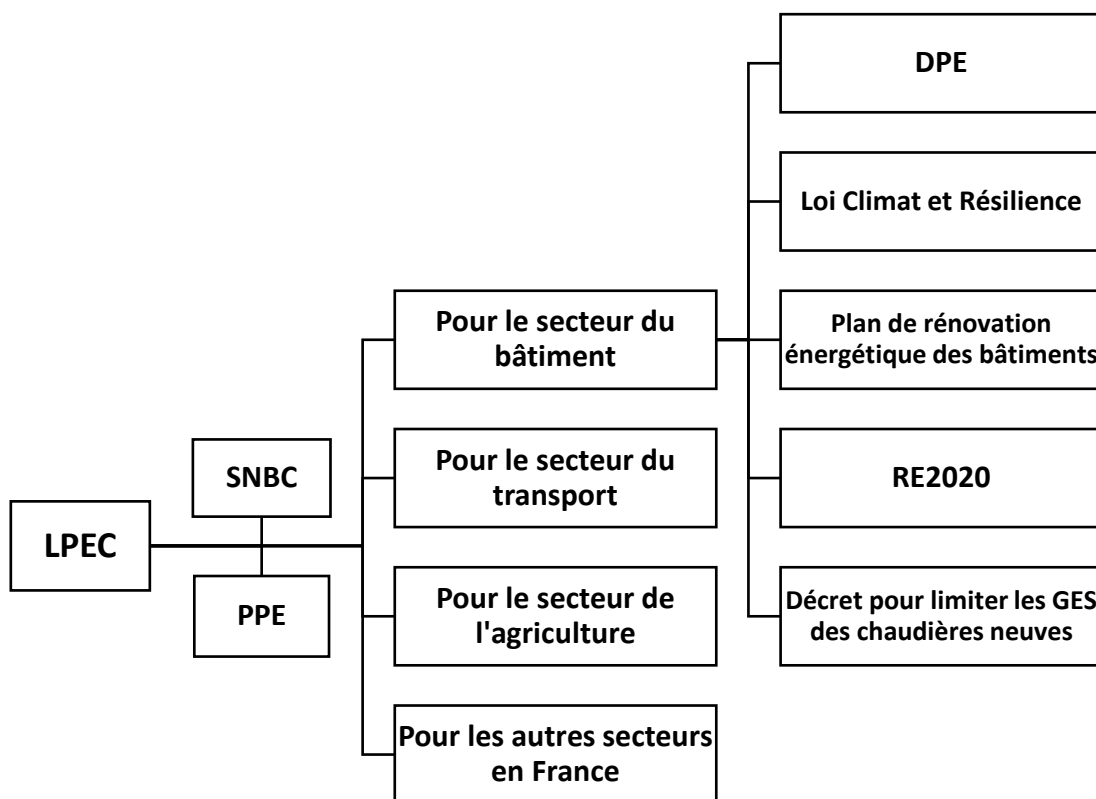 LPEC
SNBC
PPE
Pour le secteur du
bâtiment
Pour le secteur du
transport
Pour le secteur de
l'agriculture
Pour les autres secteurs
en France
DPE
Loi Climat et Résilience
Plan de rénovation
énergétique des bâtiments
RE2020
Décret pour limiter les GES
des chaudières neuves